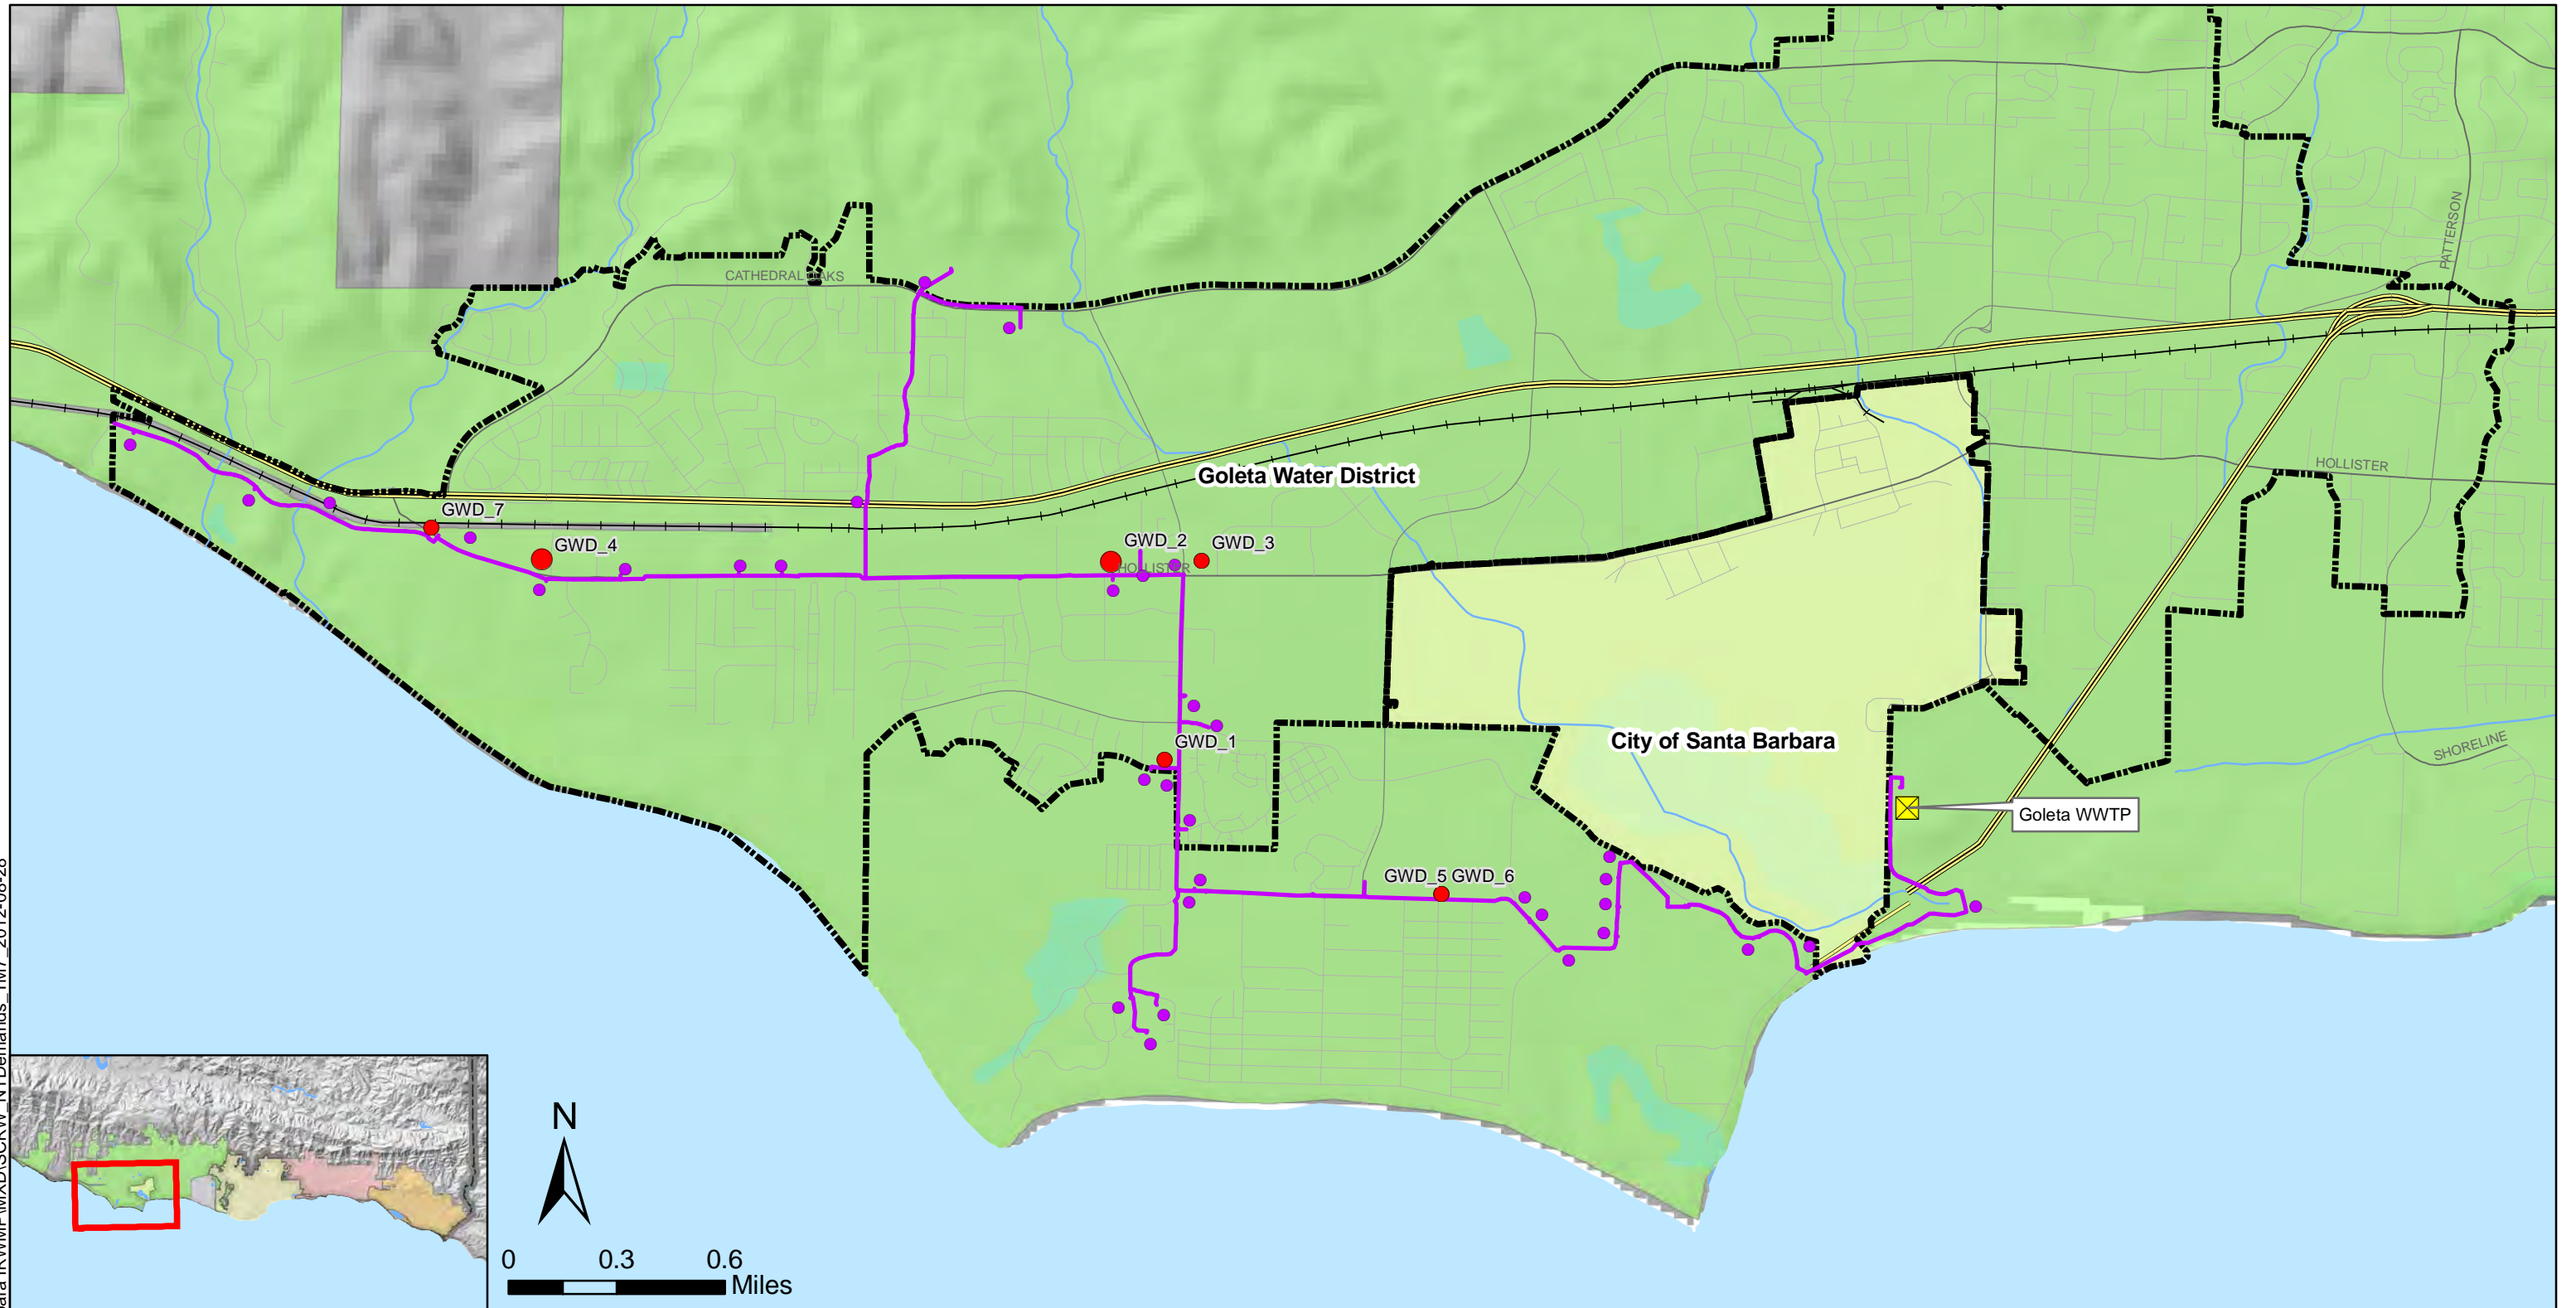 PATTERSON
CATHEDRAL OAKS
HOLLISTER
Goleta Water District
GWD_7
GWD_4
GWD_2
GWD_3
HOLLISTER
City of Santa Barbara
SHORELINE
GWD_1
Goleta WWTP
GWD_5 GWD_6
N
0 0.3 0.6
Miles